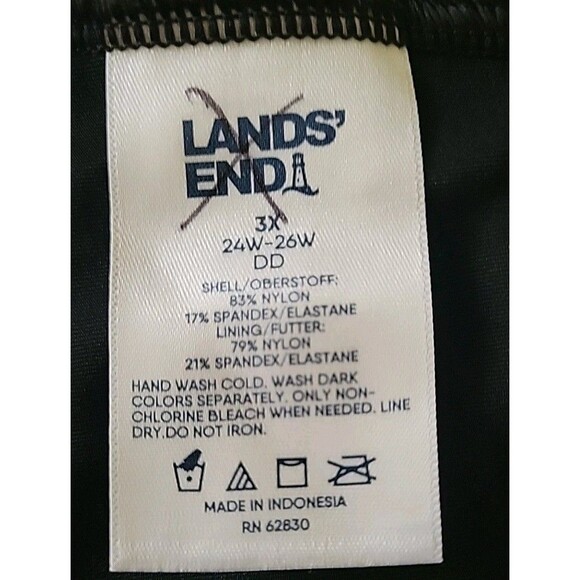 LANDS'
END
3X
24W-26W
DD
SHELL/OBERSTOFF:
83% NYLON
17% SPANDEX/ELASTANE
LINING/FUTTER:
79% NYLON
21% SPANDEX/ELASTANE
HAND WASH COLD. WASH DARK
COLORS SEPARATELY. ONLY NON-
CHLORINE BLEACH WHEN NEEDED. LINE
DRY.DO NOT IRON.
MADE IN INDONESIA
RN 62830